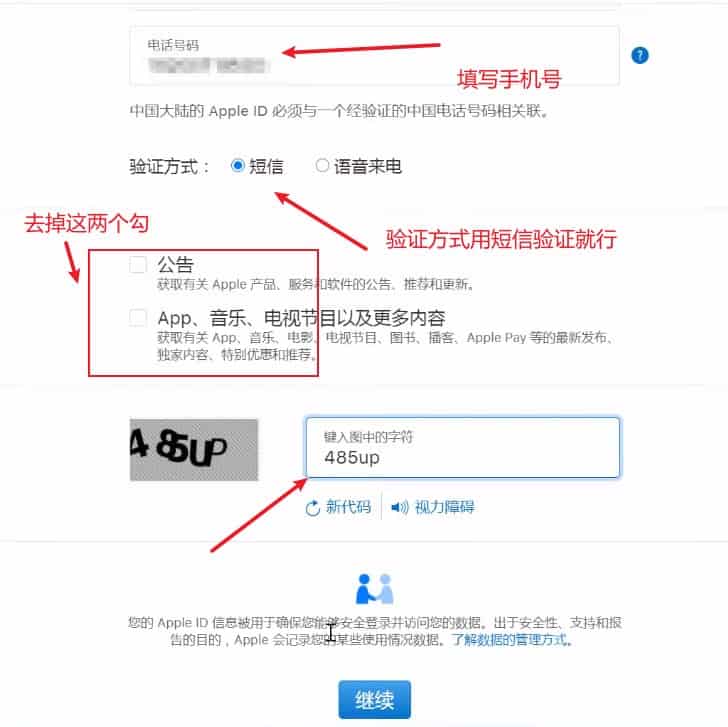 电话号码
填写手机号
中国大陆的 Apple ID 必须与一个经验证的中国电话号码相关联。
验证方式： 短信 语音来电
去掉这两个勾
验证方式用短信验证就行
公告
获取有关 Apple 产品、服务和软件的公告、推荐和更新。
App、音乐、电视节目以及更多内容
获取有关 App、音乐、电影、电视节目、图书、播客、Apple Pay 等的最新发布、
独家内容、特别优惠和推荐。
485UP
键入图中的字符
485up
新代码 视力障碍
您的 Apple ID 信息被用于确保您能够安全登录并访问您的数据。出于安全性、支持和报
告的目的，Apple 会记录您的某些使用情况数据。了解数据的管理方式。
继续